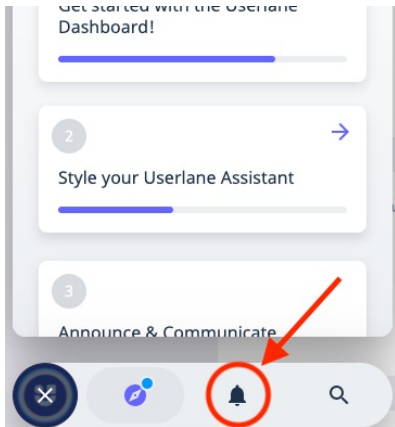 Get started with the Userlane
Dashboard!
2
Style your Userlane Assistant
3
Announce & Communicate